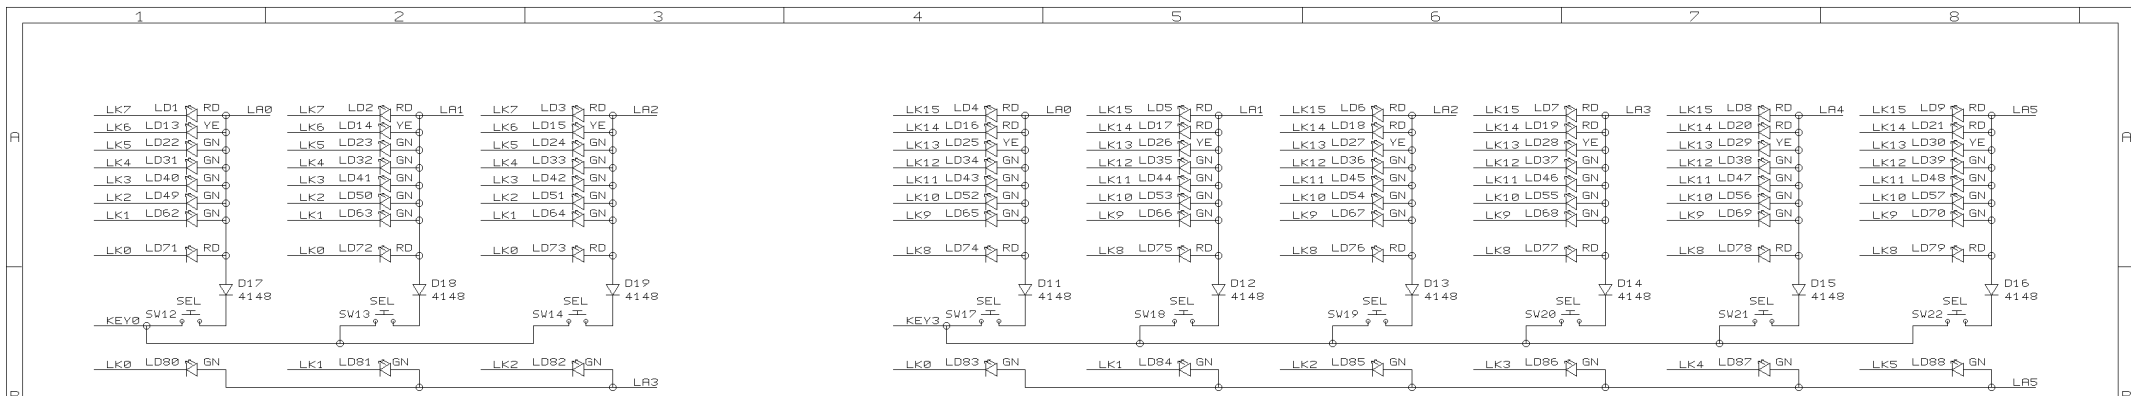 1 2 3 4 5 6 7 8
A A
LK7 LD1 RD LA0 LK7 LD2 RD LA1 LK7 LD3 RD LA2 LK15 LD4 RD LA0 LK15 LD5 RD LA1 LK15 LD6 RD LA2 LK15 LD7 RD LA3 LK15 LD8 RD LA4 LK15 LD9 RD LA5
LK6 LD13 YE LK6 LD14 YE LK6 LD15 YE LK14 LD16 RD LK14 LD17 RD LK14 LD18 RD LK14 LD19 RD LK14 LD20 RD LK14 LD21 RD
LK5 LD22 GN LK5 LD23 GN LK5 LD24 GN LK13 LD25 YE LK13 LD26 YE LK13 LD27 YE LK13 LD28 YE LK13 LD29 YE LK13 LD30 YE
LK4 LD31 GN LK4 LD32 GN LK4 LD33 GN LK12 LD34 GN LK12 LD35 GN LK12 LD36 GN LK12 LD37 GN LK12 LD38 GN LK12 LD39 GN
LK3 LD40 GN LK3 LD41 GN LK3 LD42 GN LK11 LD43 GN LK11 LD44 GN LK11 LD45 GN LK11 LD46 GN LK11 LD47 GN LK11 LD48 GN
LK2 LD49 GN LK2 LD50 GN LK2 LD51 GN LK10 LD52 GN LK10 LD53 GN LK10 LD54 GN LK10 LD55 GN LK10 LD56 GN LK10 LD57 GN
LK1 LD62 GN LK1 LD63 GN LK1 LD64 GN LK9 LD65 GN LK9 LD66 GN LK9 LD67 GN LK9 LD68 GN LK9 LD69 GN LK9 LD70 GN
LK0 LD71 RD LK0 LD72 RD LK0 LD73 RD LK8 LD74 RD LK8 LD75 RD LK8 LD76 RD LK8 LD77 RD LK8 LD78 RD LK8 LD79 RD
D17 D18 D19 D11 D12 D13 D14 D15 D16
4148 4148 4148 4148 4148 4148 4148 4148 4148
SEL SEL SEL SEL SEL SEL SEL SEL SEL
KEY0 SW12 SW13 SW14 KEY3 SW17 SW18 SW19 SW20 SW21 SW22
LK0 LD80 GN LK1 LD81 GN LK2 LD82 GN LK0 LD83 GN LK1 LD84 GN LK2 LD85 GN LK3 LD86 GN LK4 LD87 GN LK5 LD88 GN
LA3 LA5